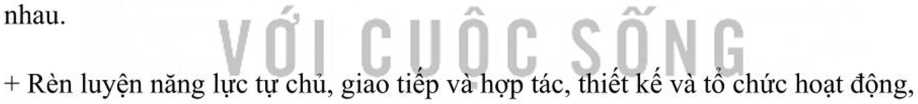 nhau.
VỚI CUỘC SỐNG
+ Rèn luyện năng lực tự chủ, giao tiếp và hợp tác, thiết kế và tổ chức hoạt động,